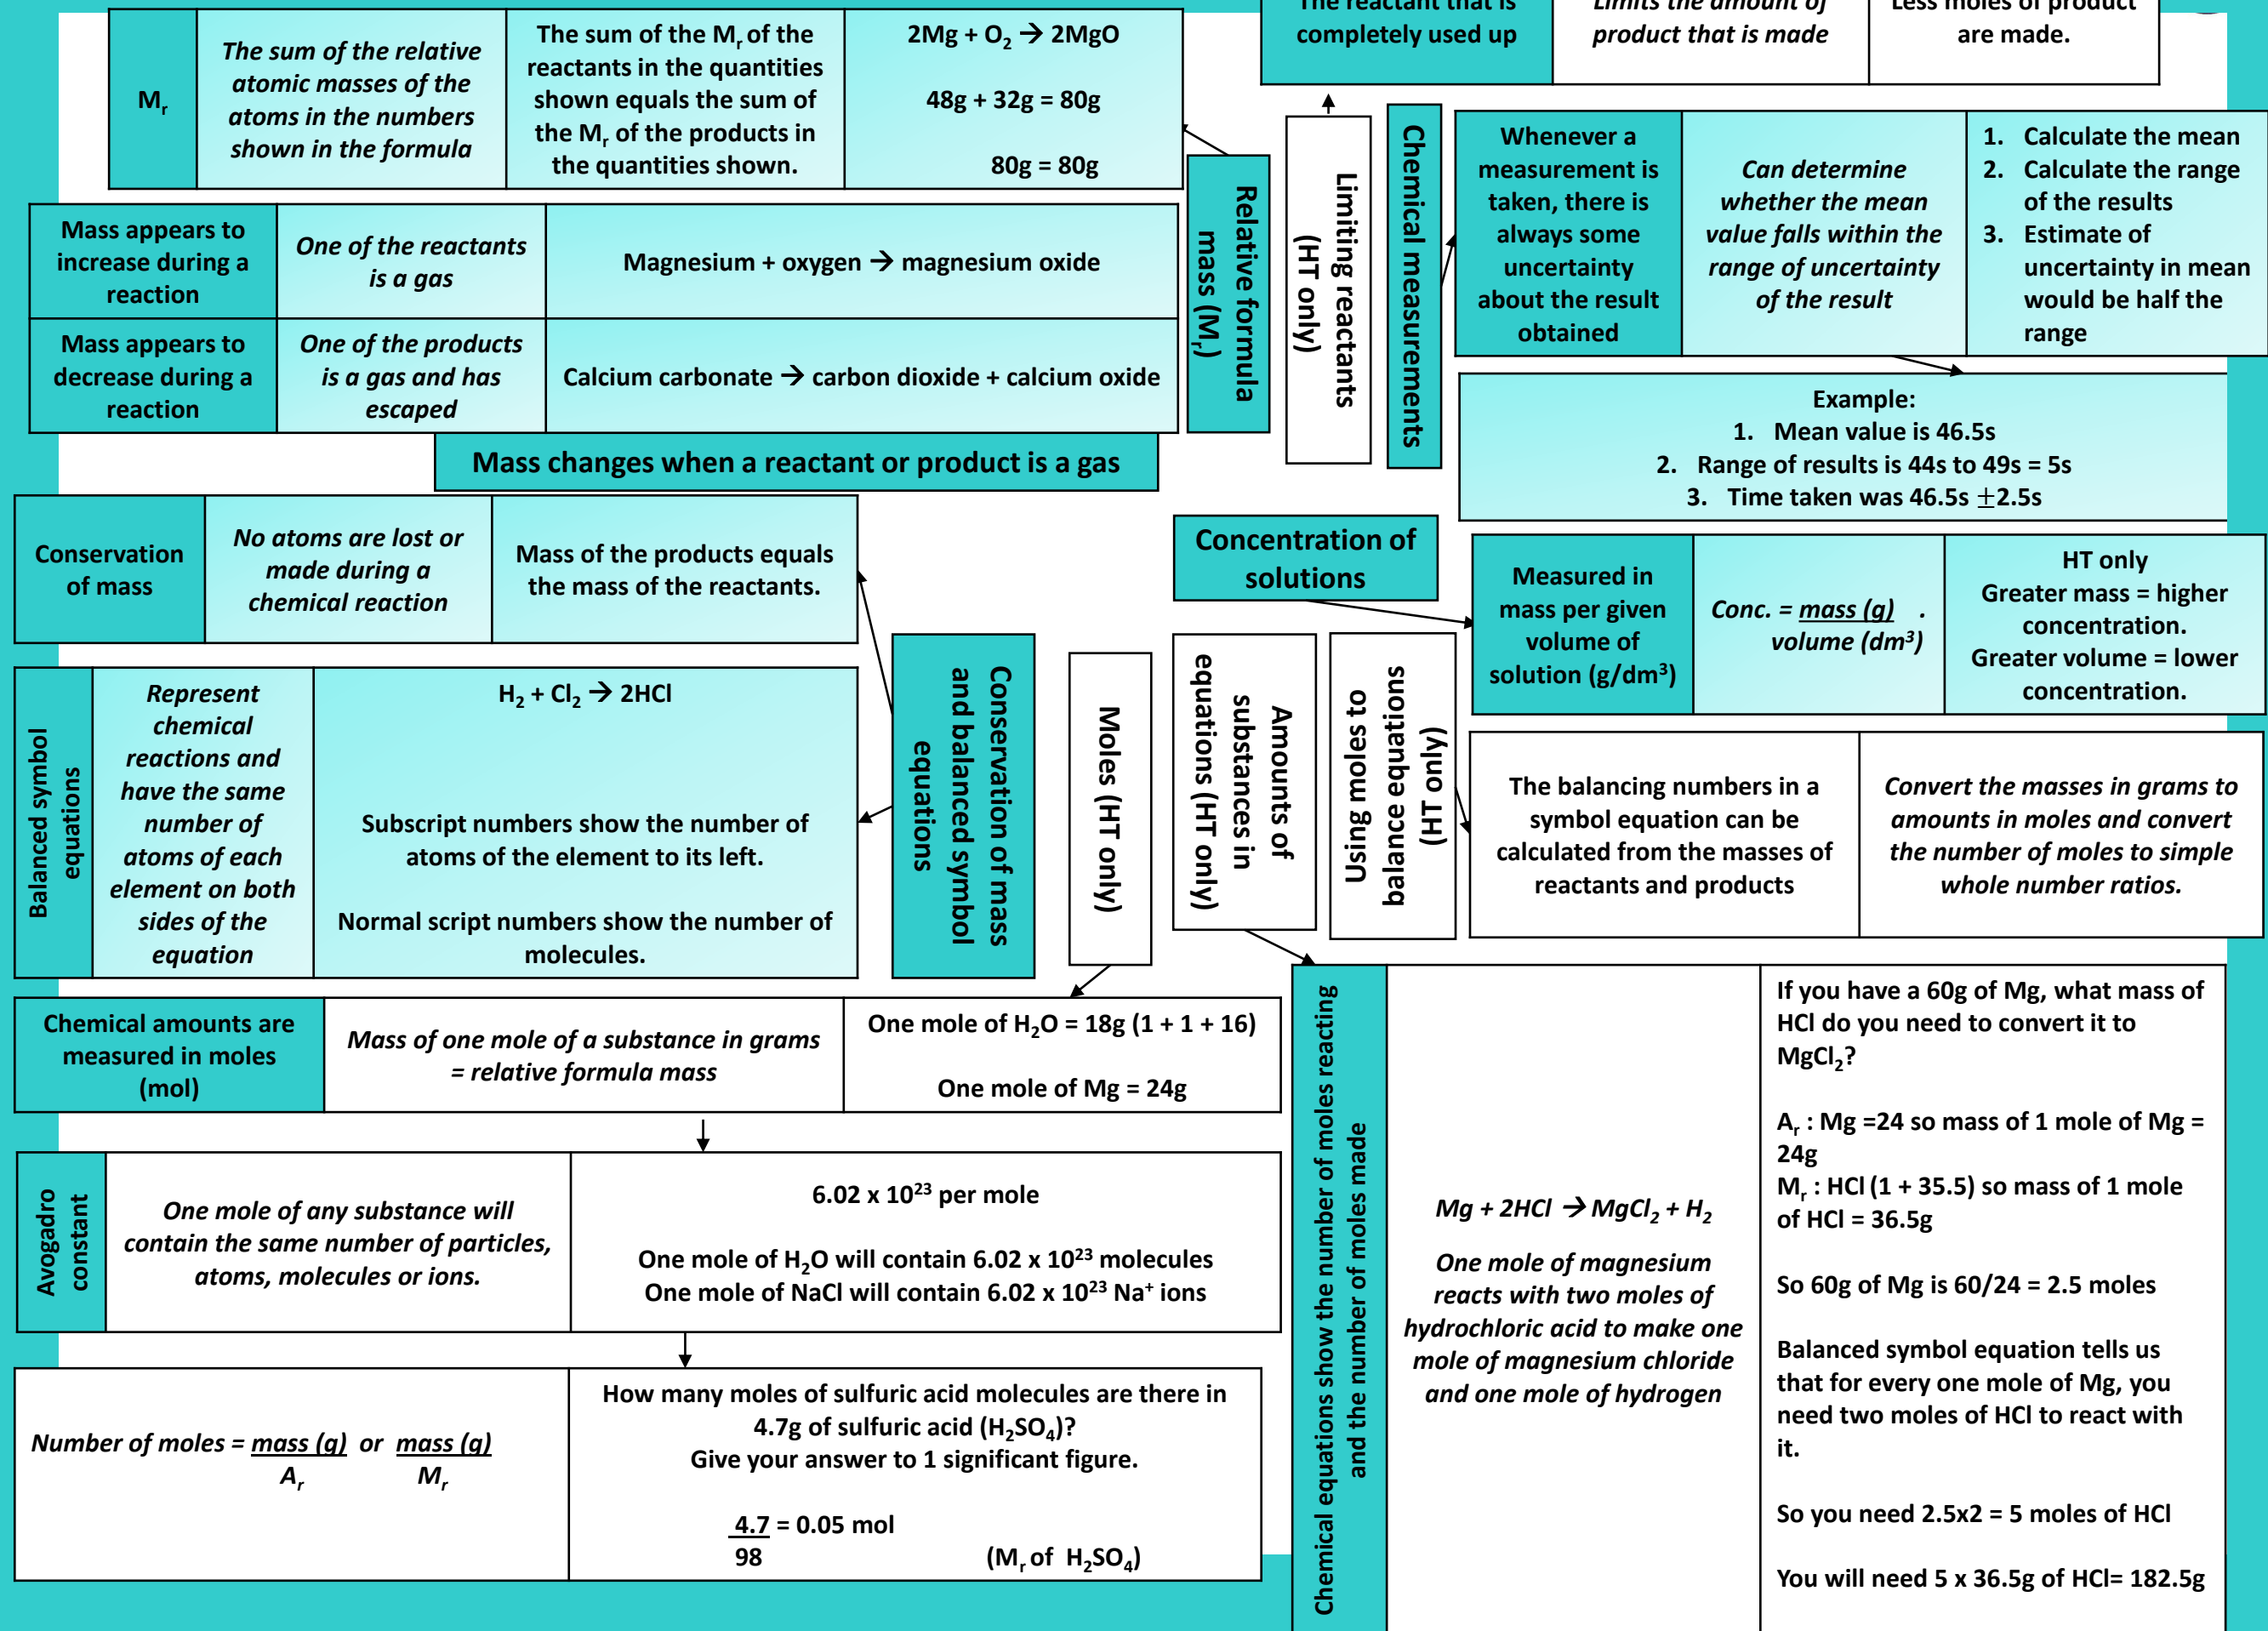 M_r
The sum of the relative
atomic masses of the
atoms in the numbers
shown in the formula
The sum of the M_r of the
reactants in the quantities
shown equals the sum of
the M_r of the products in
the quantities shown.
2Mg + O₂ → 2MgO
48g + 32g = 80g
80g = 80g
The reactant that is
completely used up
Limits the amount of
product that is made
Less moles of product
are made.
Mass appears to
increase during a
reaction
One of the reactants
is a gas
Magnesium + oxygen → magnesium oxide
Mass appears to
decrease during a
reaction
One of the products
is a gas and has
escaped
Calcium carbonate → carbon dioxide + calcium oxide
Mass changes when a reactant or product is a gas
Relative formula
mass (M_r)
Limiting reactants
(HT only)
Chemical measurements
Whenever a
measurement is
taken, there is
always some
uncertainty
about the result
obtained
Can determine
whether the mean
value falls within the
range of uncertainty
of the result
1. Calculate the mean
2. Calculate the range
of the results
3. Estimate of
uncertainty in mean
would be half the
range
Example:
1. Mean value is 46.5s
2. Range of results is 44s to 49s = 5s
3. Time taken was 46.5s ±2.5s
Conservation
of mass
No atoms are lost or
made during a
chemical reaction
Mass of the products equals
the mass of the reactants.
Concentration of
solutions
Measured in
mass per given
volume of
solution (g/dm³)
Conc. = mass (g) .
volume (dm³)
HT only
Greater mass = higher
concentration.
Greater volume = lower
concentration.
Balanced symbol
equations
Represent
chemical
reactions and
have the same
number of
atoms of each
element on both
sides of the
equation
H₂ + Cl₂ → 2HCl
Subscript numbers show the number of
atoms of the element to its left.
Normal script numbers show the number of
molecules.
Conservation of mass
and balanced symbol
equations
Moles (HT only)
Amounts of
substances in
equations (HT only)
Using moles to
balance equations
(HT only)
The balancing numbers in a
symbol equation can be
calculated from the masses of
reactants and products
Convert the masses in grams to
amounts in moles and convert
the number of moles to simple
whole number ratios.
Chemical amounts are
measured in moles
(mol)
Mass of one mole of a substance in grams
= relative formula mass
One mole of H₂O = 18g (1 + 1 + 16)
One mole of Mg = 24g
Avogadro
constant
One mole of any substance will
contain the same number of particles,
atoms, molecules or ions.
6.02 x 10²³ per mole
One mole of H₂O will contain 6.02 x 10²³ molecules
One mole of NaCl will contain 6.02 x 10²³ Na⁺ ions
Number of moles = mass (g) or mass (g)
A_r M_r
How many moles of sulfuric acid molecules are there in
4.7g of sulfuric acid (H₂SO₄)?
Give your answer to 1 significant figure.
4.7 = 0.05 mol
98 (M_r of H₂SO₄)
Chemical equations show the number of moles reacting
and the number of moles made
Mg + 2HCl → MgCl₂ + H₂
One mole of magnesium
reacts with two moles of
hydrochloric acid to make one
mole of magnesium chloride
and one mole of hydrogen
If you have a 60g of Mg, what mass of
HCl do you need to convert it to
MgCl₂?
A_r : Mg =24 so mass of 1 mole of Mg =
24g
M_r : HCl (1 + 35.5) so mass of 1 mole
of HCl = 36.5g
So 60g of Mg is 60/24 = 2.5 moles
Balanced symbol equation tells us
that for every one mole of Mg, you
need two moles of HCl to react with
it.
So you need 2.5x2 = 5 moles of HCl
You will need 5 x 36.5g of HCl= 182.5g